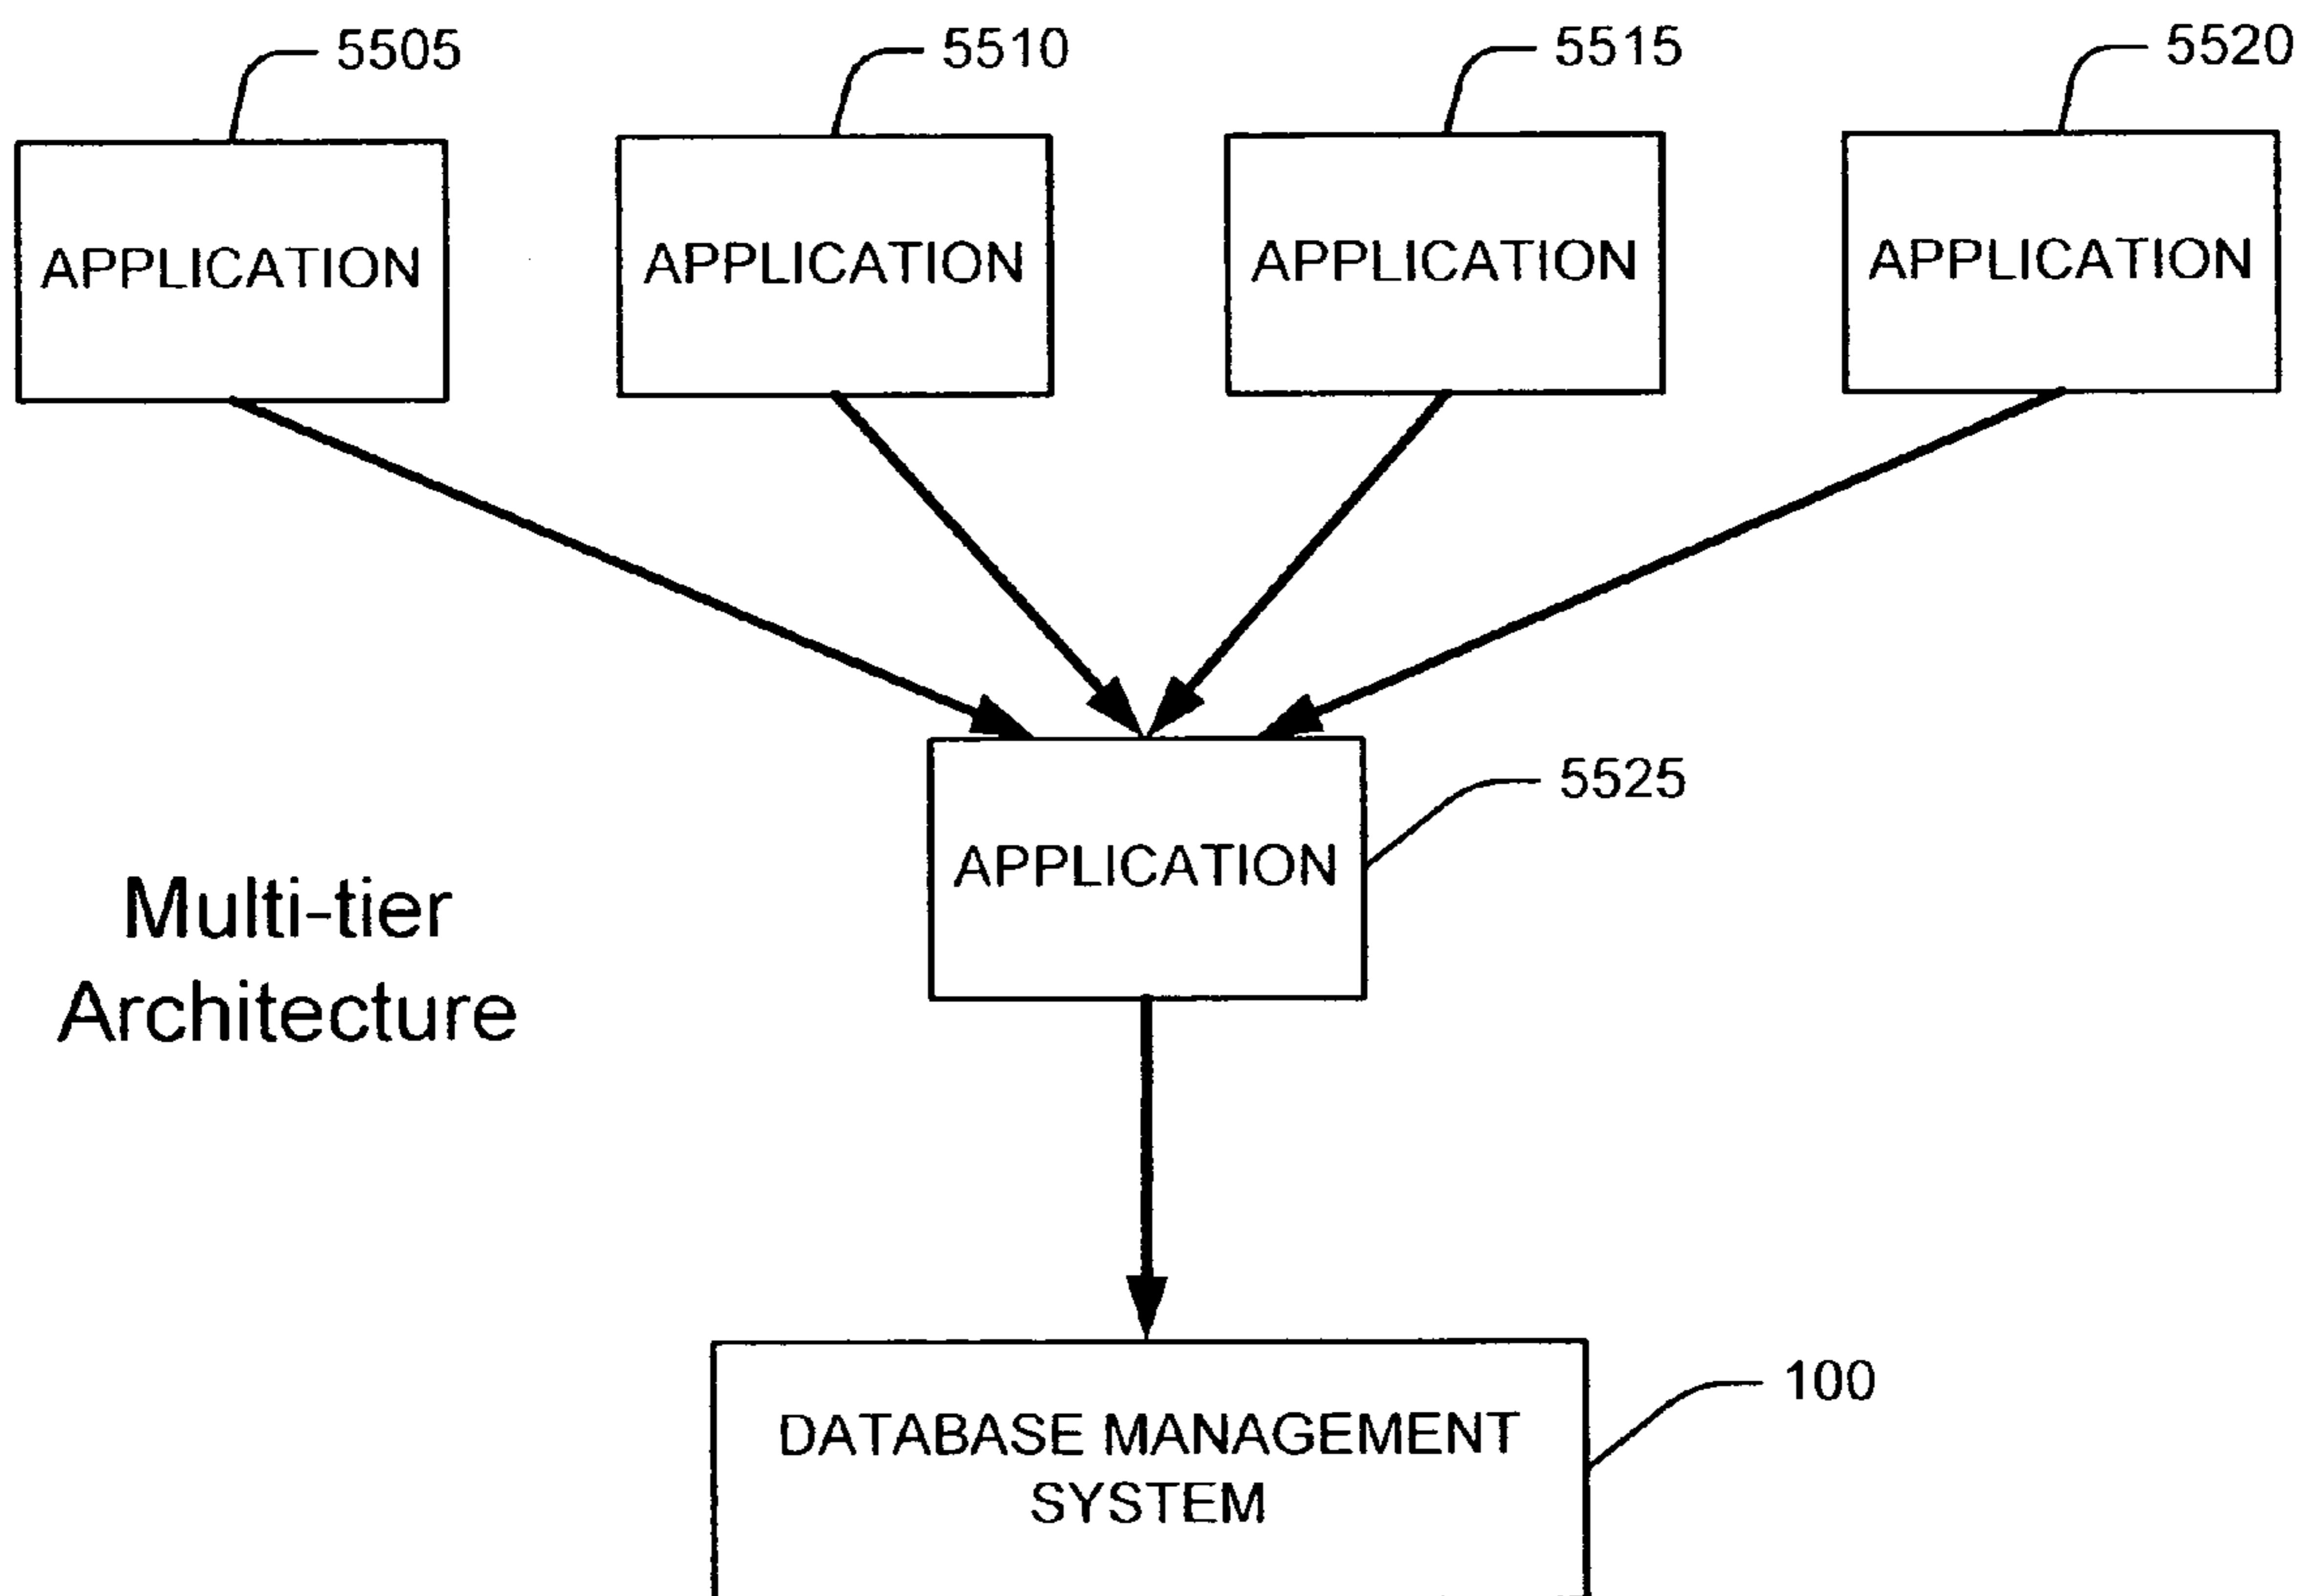 5505
5510
5515
5520
APPLICATION
APPLICATION
APPLICATION
APPLICATION
5525
APPLICATION
Multi-tier
Architecture
100
DATABASE MANAGEMENT
SYSTEM